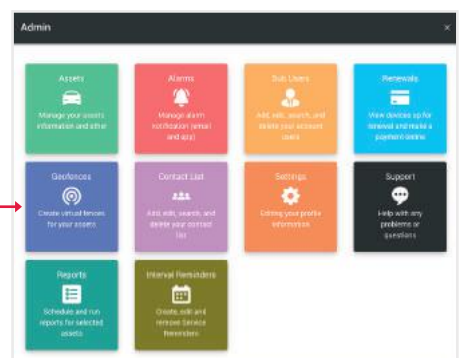 Admin
×
Assets
Manage your assets
information and other
Alarms
Manage alarm
notification (email
and app)
Sub Users
Add, edit, search, and
delete your account
users
Renewals
View devices up for
renewal and make a
payment online
Geofences
Create virtual fences
for your assets
Contact List
Add, edit, search, and
delete your contact
list
Settings
Editing your profile
information
Support
Help with any
problems or
questions
Reports
Schedule and run
reports for selected
assets
Interval Reminders
Create, edit and
remove Service
Reminders